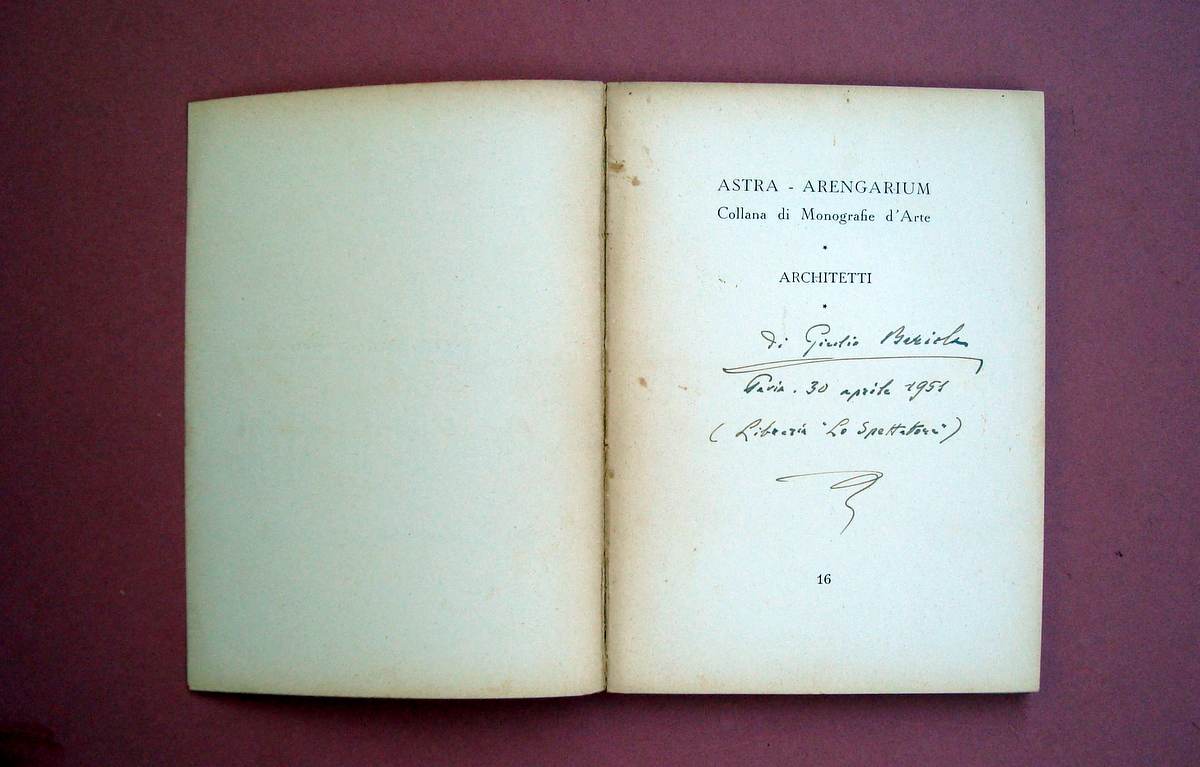 ASTRA - ARENGARIUM
Collana di Monografie d'Arte
*
ARCHITETTI
*
di Giulio
Pavia. 30 aprile 1951
( Libreria "Lo Spettatore" )
16